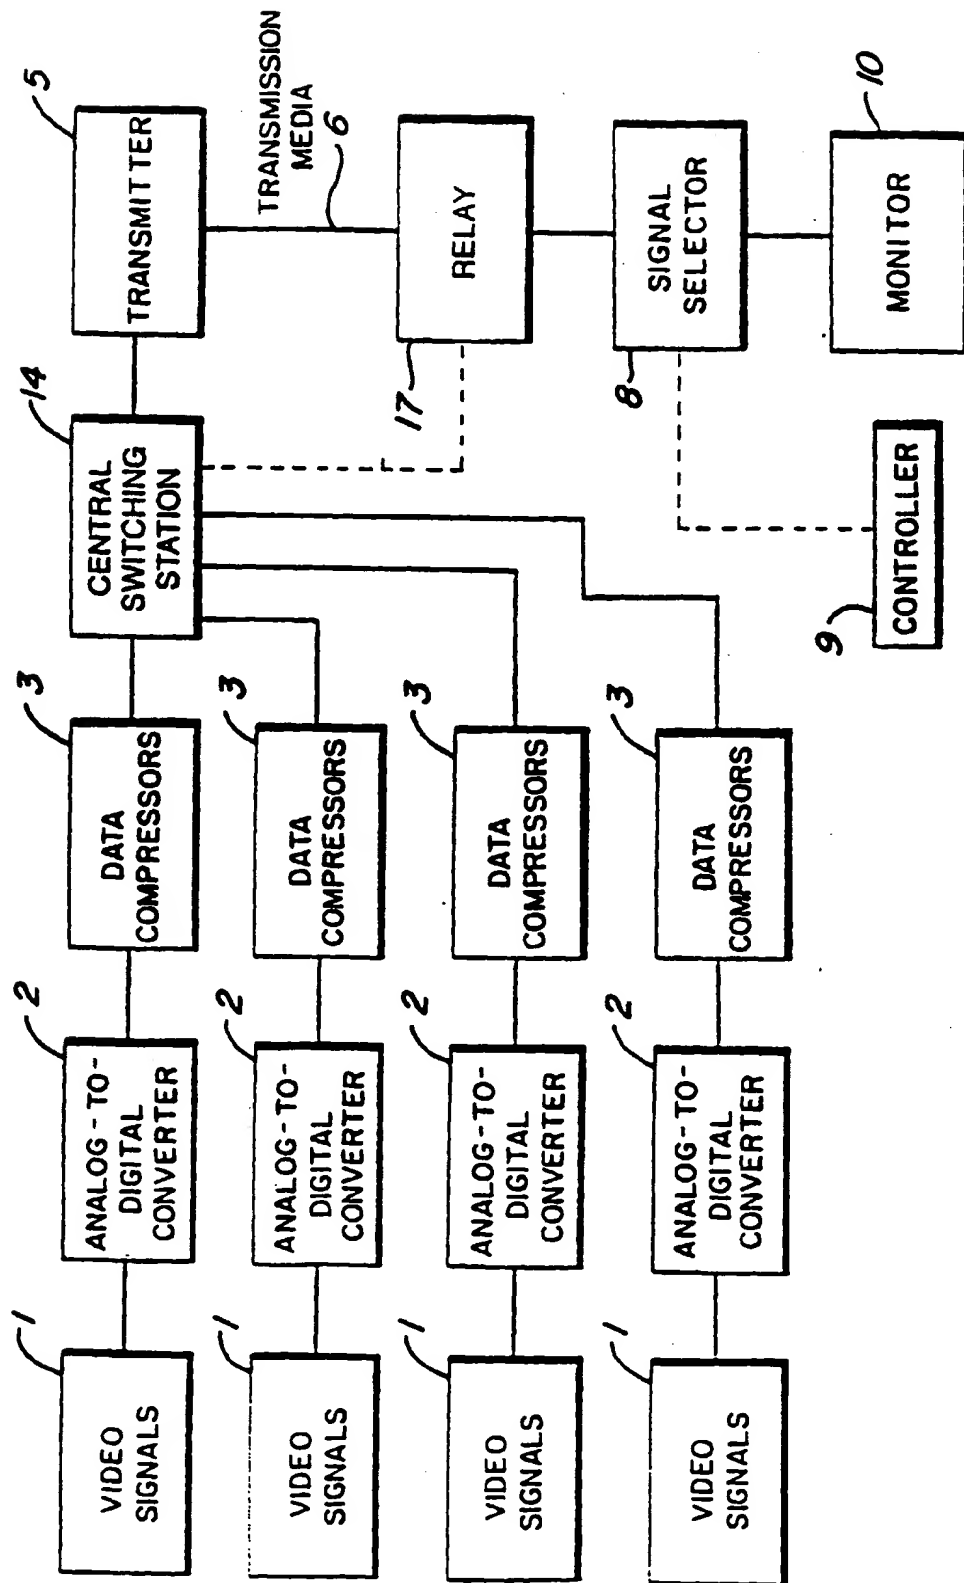 1
VIDEO
SIGNALS
2
ANALOG-TO-
DIGITAL
CONVERTER
3
DATA
COMPRESSORS
14
CENTRAL
SWITCHING
STATION
5
TRANSMITTER
1
VIDEO
SIGNALS
2
ANALOG-TO-
DIGITAL
CONVERTER
3
DATA
COMPRESSORS
TRANSMISSION
MEDIA
6
1
VIDEO
SIGNALS
2
ANALOG-TO-
DIGITAL
CONVERTER
3
DATA
COMPRESSORS
17
RELAY
1
VIDEO
SIGNALS
2
ANALOG-TO-
DIGITAL
CONVERTER
3
DATA
COMPRESSORS
8
SIGNAL
SELECTOR
9
CONTROLLER
10
MONITOR